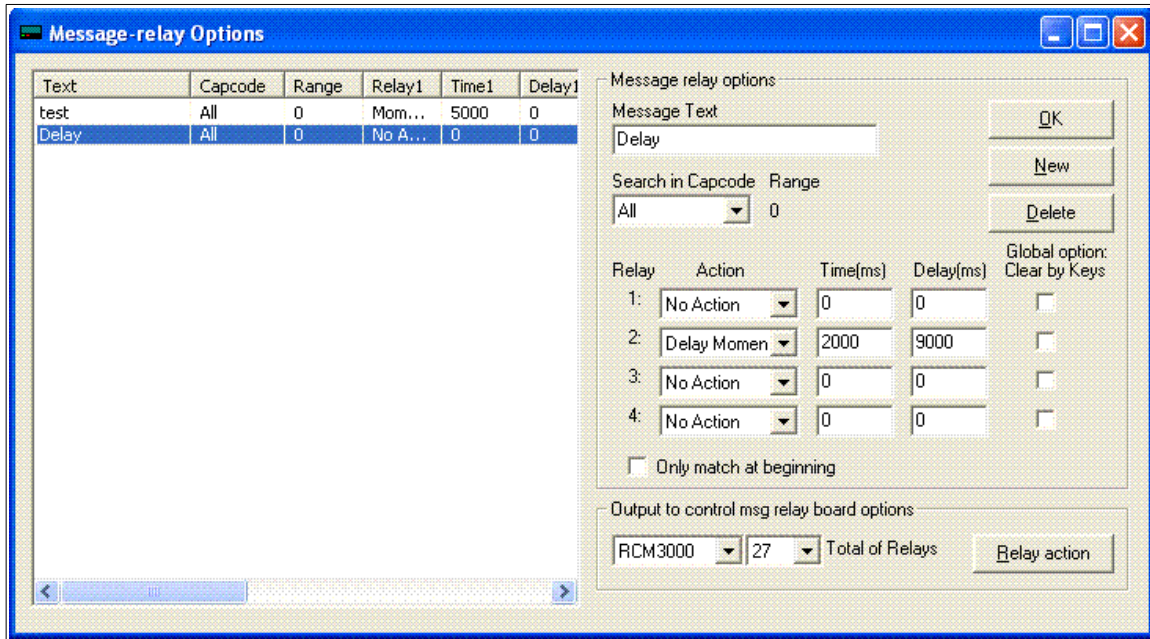 Message-relay Options
Text Capcode Range Relay1 Time1 Delay1
test All 0 Mom... 5000 0
Delay All 0 No A... 0 0
Message relay options
Message Text
Delay
OK
New
Delete
Search in Capcode Range
All 0
Global option:
Relay Action Time(ms) Delay(ms) Clear by Keys
1: No Action 0 0
2: Delay Momen 2000 9000
3: No Action 0 0
4: No Action 0 0
Only match at beginning
Output to control msg relay board options
RCM3000 27 Total of Relays Relay action